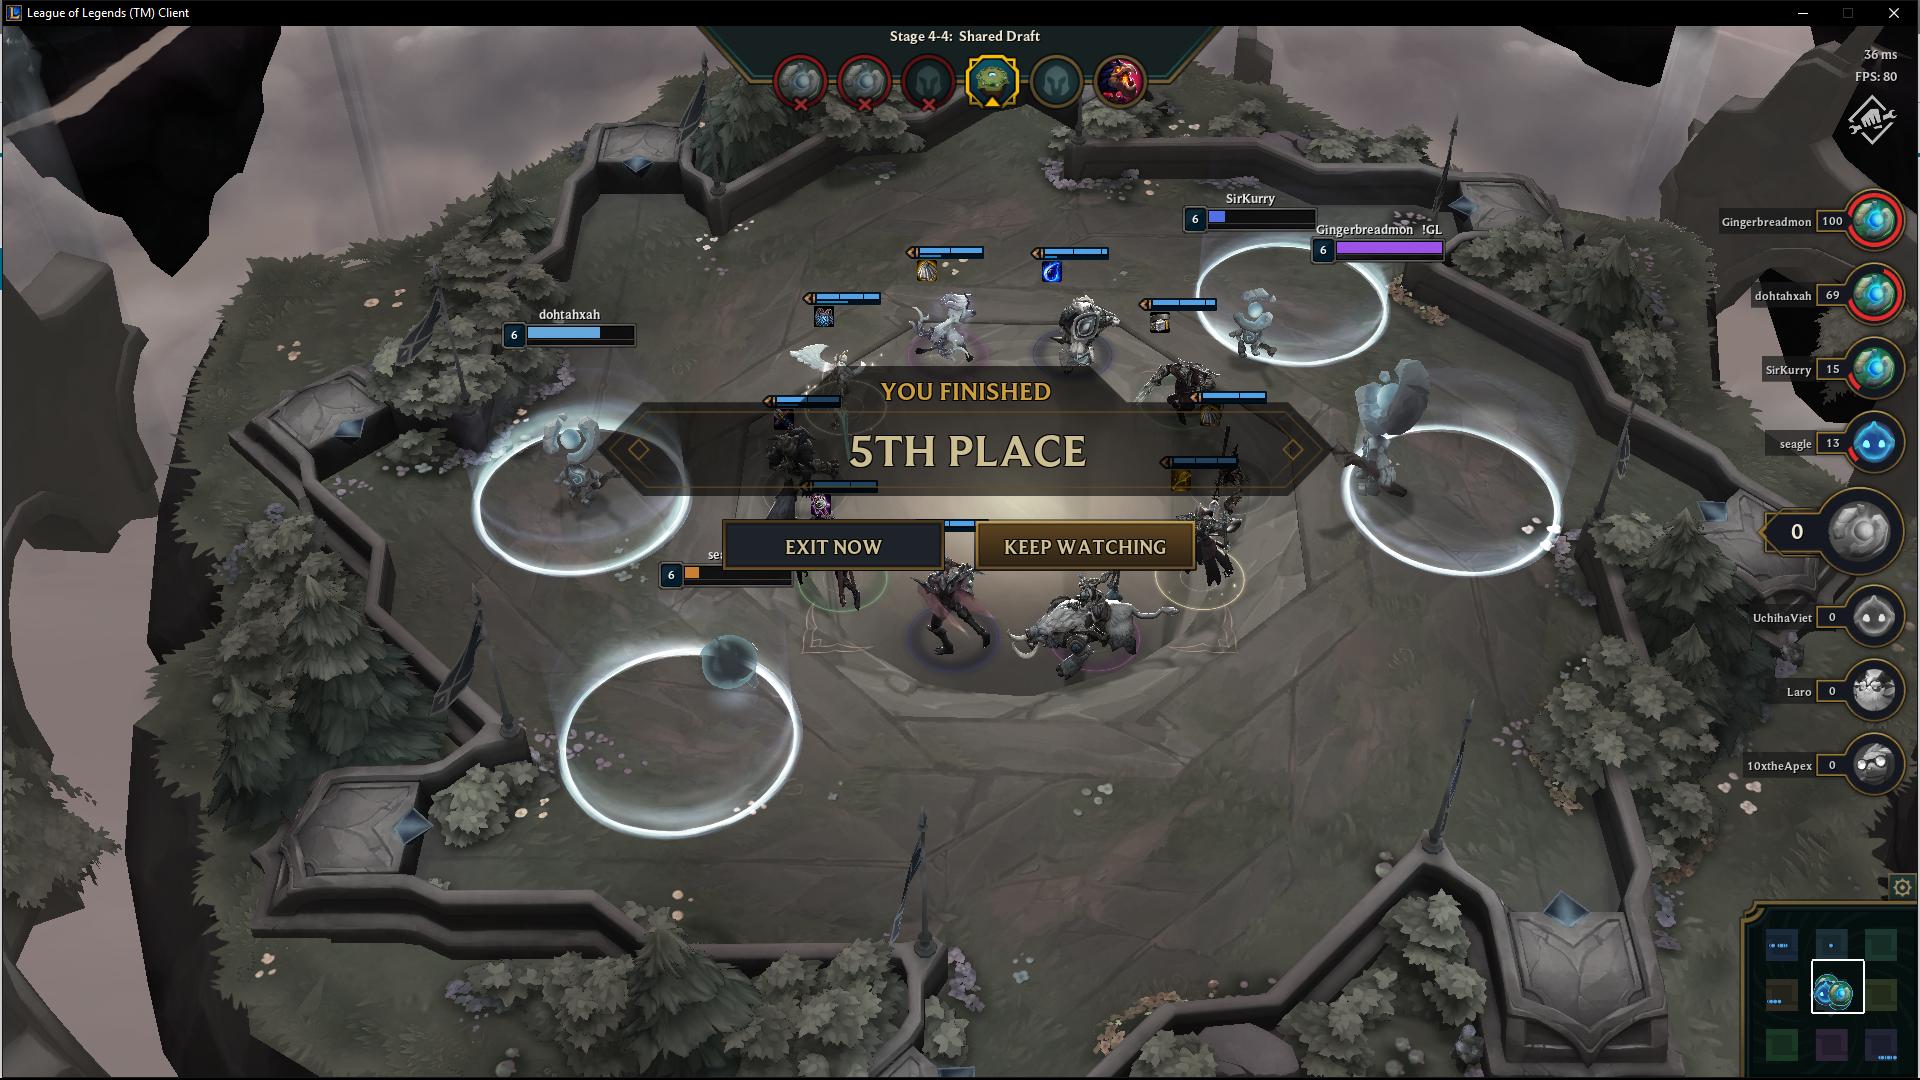 League of Legends (TM) Client
Stage 4-4: Shared Draft
36 ms
FPS: 80
SirKurry
6
Gingerbreadmon !GL
6
Gingerbreadmon 100
dohtahxah
6
dohtahxah 69
SirKurry 15
YOU FINISHED
5TH PLACE
seagle 13
EXIT NOW
KEEP WATCHING
0
sea
6
UchihaViet 0
Laro 0
10xtheApex 0